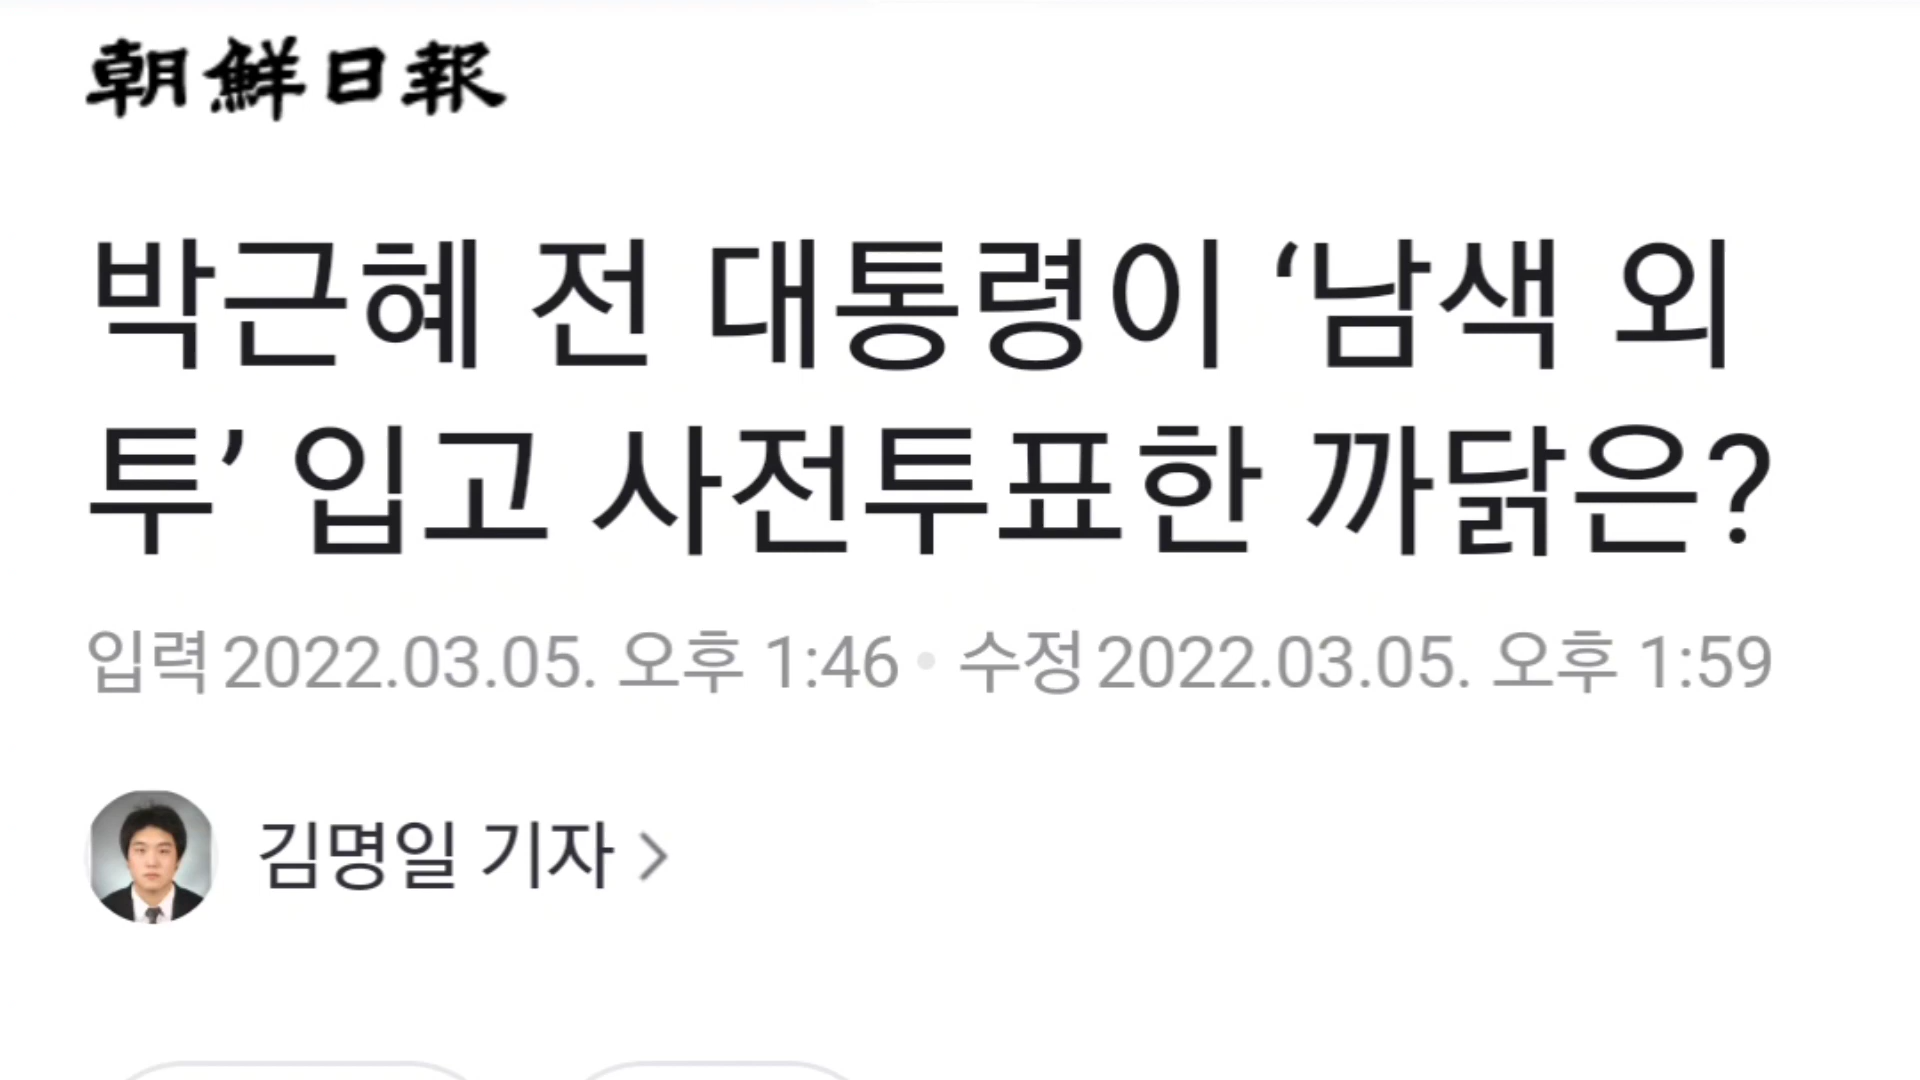 朝鮮日報
박근혜 전 대통령이 ‘남색 외
투’ 입고 사전투표한 까닭은?
입력 2022.03.05. 오후 1:46 · 수정 2022.03.05. 오후 1:59
김명일 기자 >